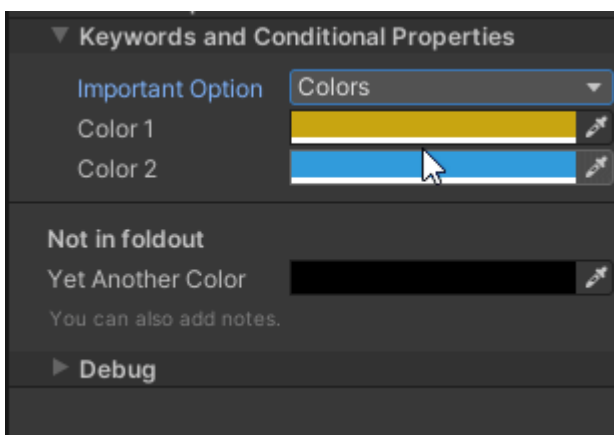 Keywords and Conditional Properties
Important Option Colors
Color 1
Color 2
Not in foldout
Yet Another Color
You can also add notes.
Debug